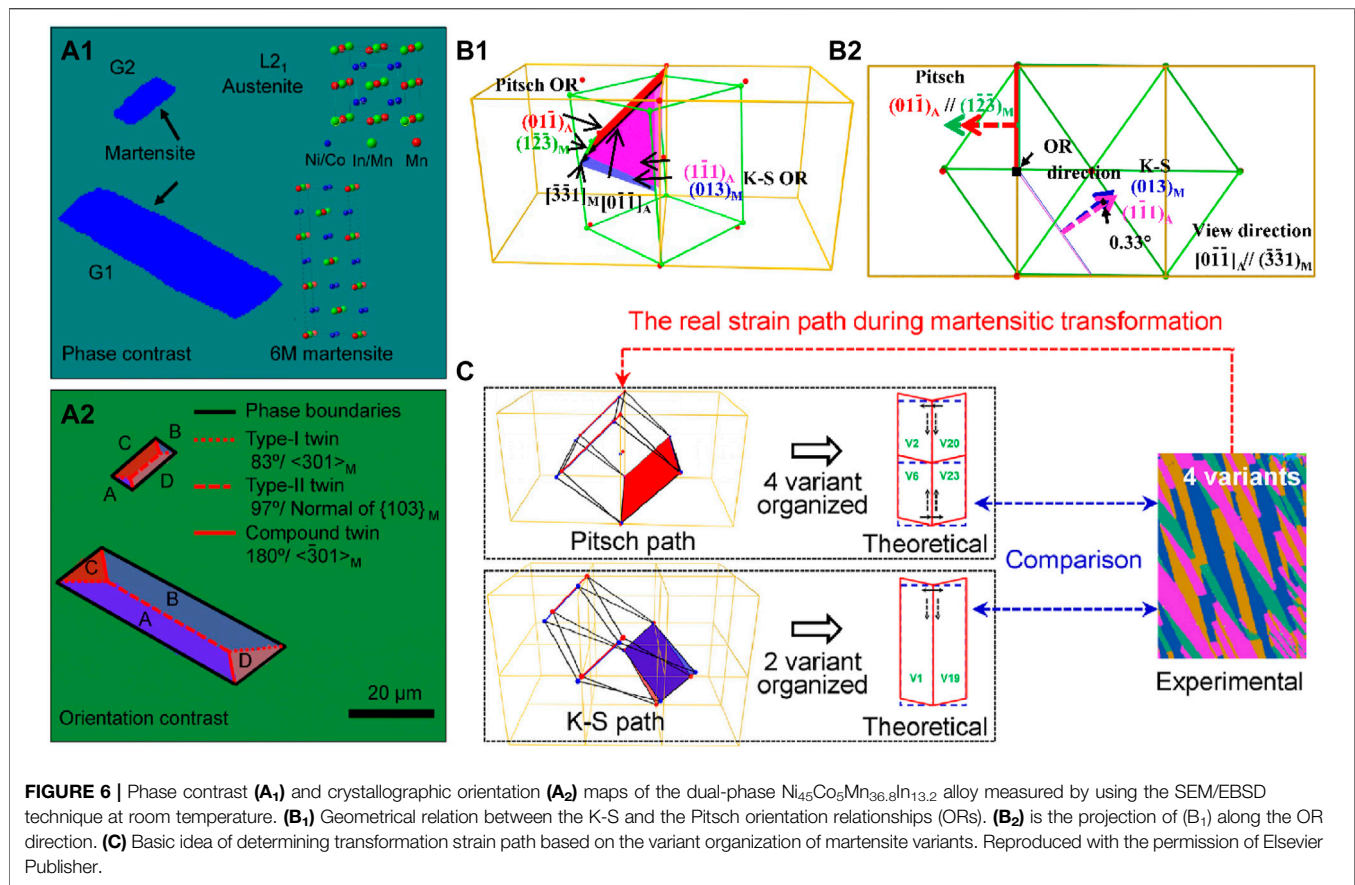 A1
G2
Martensite
G1
Phase contrast
L2₁
Austenite
Ni/Co In/Mn Mn
6M martensite
A2
C B
A D
Phase boundaries
Type-I twin
83º/ <301>M
Type-II twin
97º/ Normal of {103}M
Compound twin
180º/ <3̄01>M
C
B
A
D
20 µm
Orientation contrast
B1
Pitsch OR
(011̄)A
(12̄3̄)M
[3̄3̄1]M [01̄1̄]A
(11̄1)A
(013)M
K-S OR
B2
Pitsch
(011̄)A // (12̄3̄)M
OR
direction
K-S
(013)M
(11̄1)A
0.33°
View direction
[01̄1̄]A// (3̄3̄1)M
The real strain path during martensitic transformation
C
Pitsch path
4 variant
organized
V2 V20
V6 V23
Theoretical
K-S path
2 variant
organized
V1 V19
Theoretical
Comparison
4 variants
Experimental
FIGURE 6 | Phase contrast (A₁) and crystallographic orientation (A₂) maps of the dual-phase Ni₄₅Co₅Mn₃₆.₈In₁₃.₂ alloy measured by using the SEM/EBSD
technique at room temperature. (B₁) Geometrical relation between the K-S and the Pitsch orientation relationships (ORs). (B₂) is the projection of (B₁) along the OR
direction. (C) Basic idea of determining transformation strain path based on the variant organization of martensite variants. Reproduced with the permission of Elsevier
Publisher.